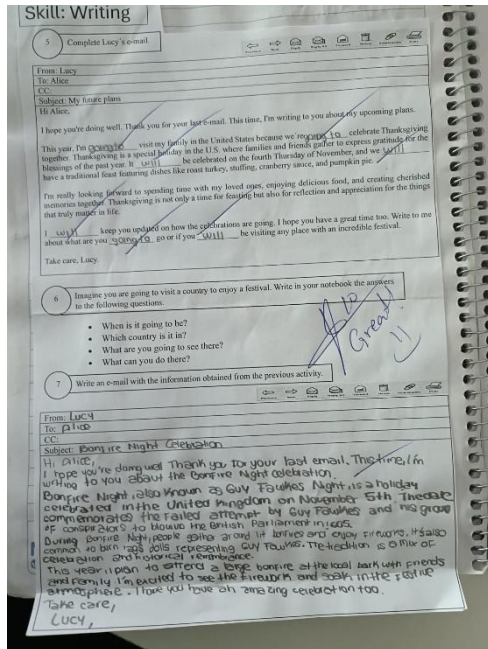 Skill: Writing
5 Complete Lucy's e-mail.
From: Lucy
To: Alice
CC:
Subject: My future plans
Hi Alice,
I hope you're doing well. Thank you for your last e-mail. This time, I'm writing to you about my upcoming plans.
This year, I'm going to visit my family in the United States because we're going to celebrate Thanksgiving
together. Thanksgiving is a special holiday in the U.S. where families and friends gather to express gratitude for the
blessings of the past year. It will be celebrated on the fourth Thursday of November, and we will
have a traditional feast featuring dishes like roast turkey, stuffing, cranberry sauce, and pumpkin pie.
I'm really looking forward to spending time with my loved ones, enjoying delicious food, and creating cherished
memories together. Thanksgiving is not only a time for feasting but also for reflection and appreciation for the things
that truly matter in life.
I will keep you updated on how the celebrations are going. I hope you have a great time too. Write to me
about what are you going to go or if you will be visiting any place with an incredible festival.
Take care, Lucy.
6 Imagine you are going to visit a country to enjoy a festival. Write in your notebook the answers
to the following questions.
• When is it going to be?
• Which country is it in?
• What are you going to see there?
• What can you do there?
10
Great!
7 Write an e-mail with the information obtained from the previous activity.
From: Lucy
To: Alice
CC:
Subject: Bonfire Night Celebration
Hi Alice,
I hope you're doing well Thank you for your last email. This time, I'm
writing to you about the Bonfire Night celebration
Bonfire Night, also known as Guy Fawkes Night, is a holiday
celebrated in the United Kingdom on November 5th. The date
commemorates the failed attempt by Guy Fawkes and his group
of conspirators to blow up the British Parliament in 1605.
During Bonfire Night, people gather around lit bonfires and enjoy fireworks. It's also
common to burn rags dolls representing Guy Fawkes. The tradition is a mix of
celebration and historical remembrance.
This year i plan to attend a large bonfire at the local park with friends
and family. I'm excited to see the firework and soak in the festive
atmosphere. I hope you have an amazing celebration too.
Take care,
Lucy,